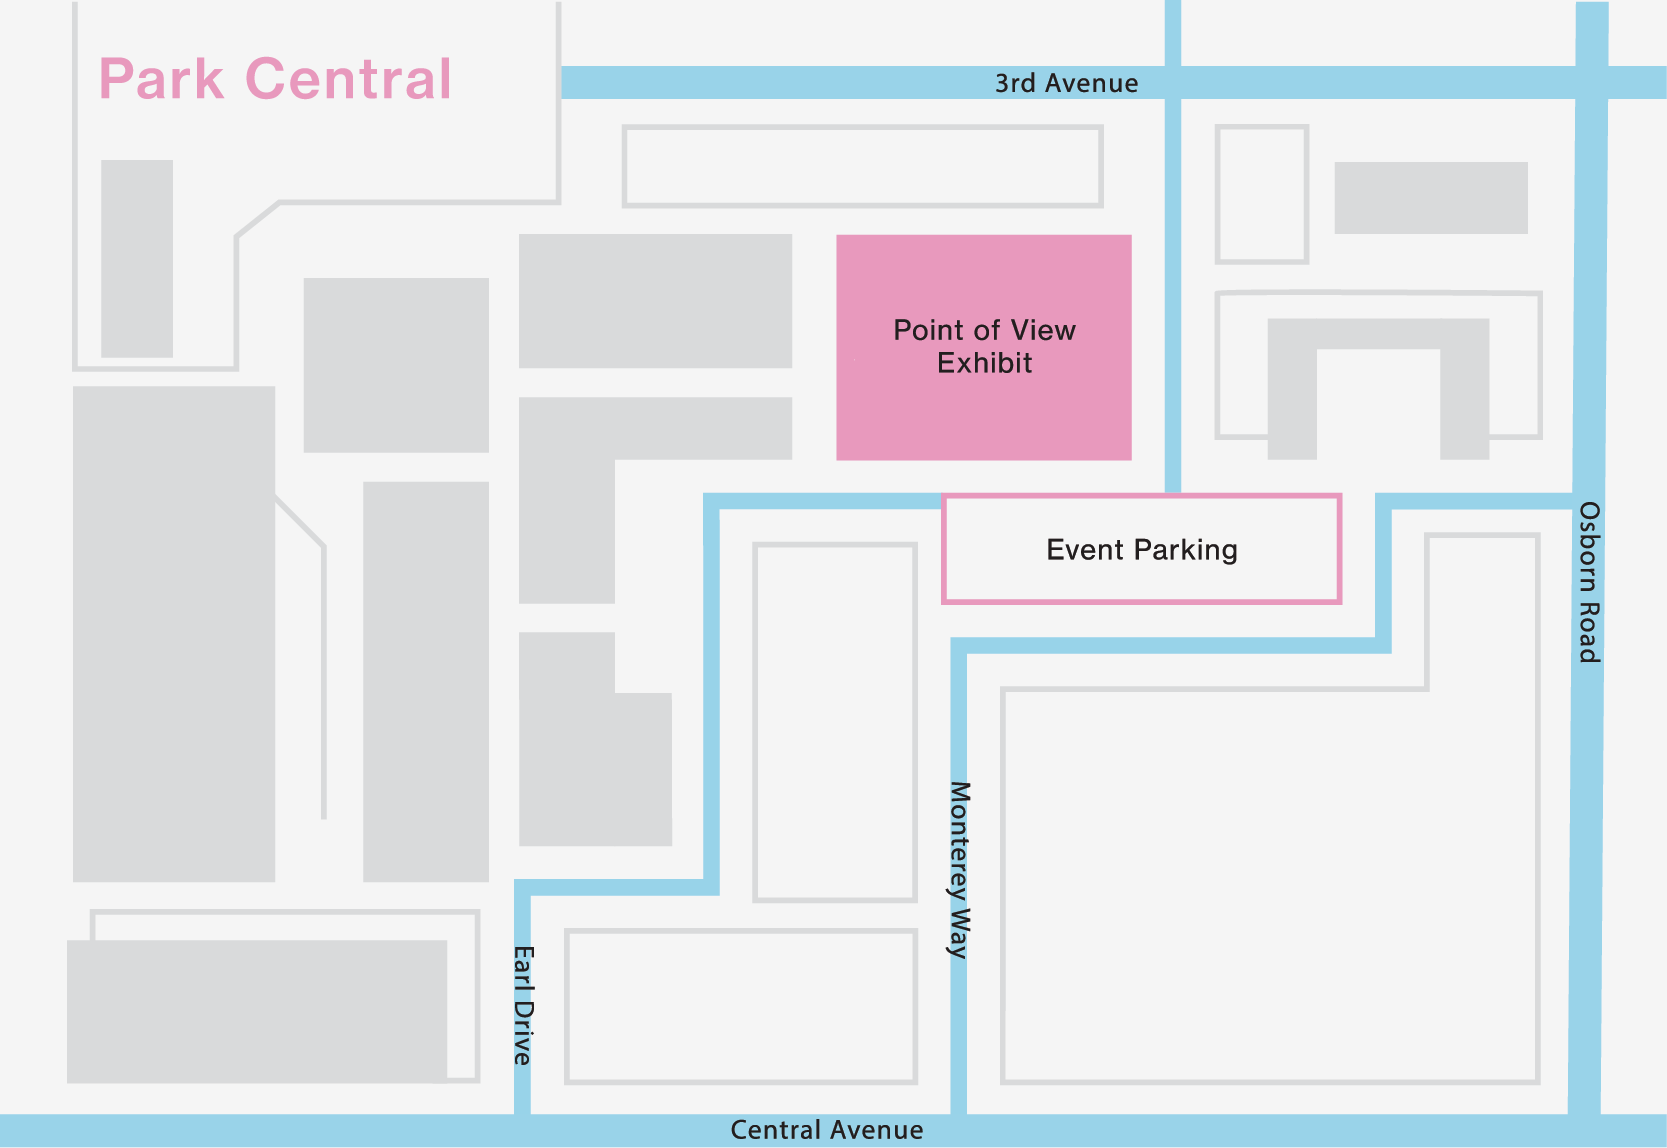 Park Central
3rd Avenue
Point of View
Exhibit
Event Parking
Osborn Road
Monterey Way
Earl Drive
Central Avenue